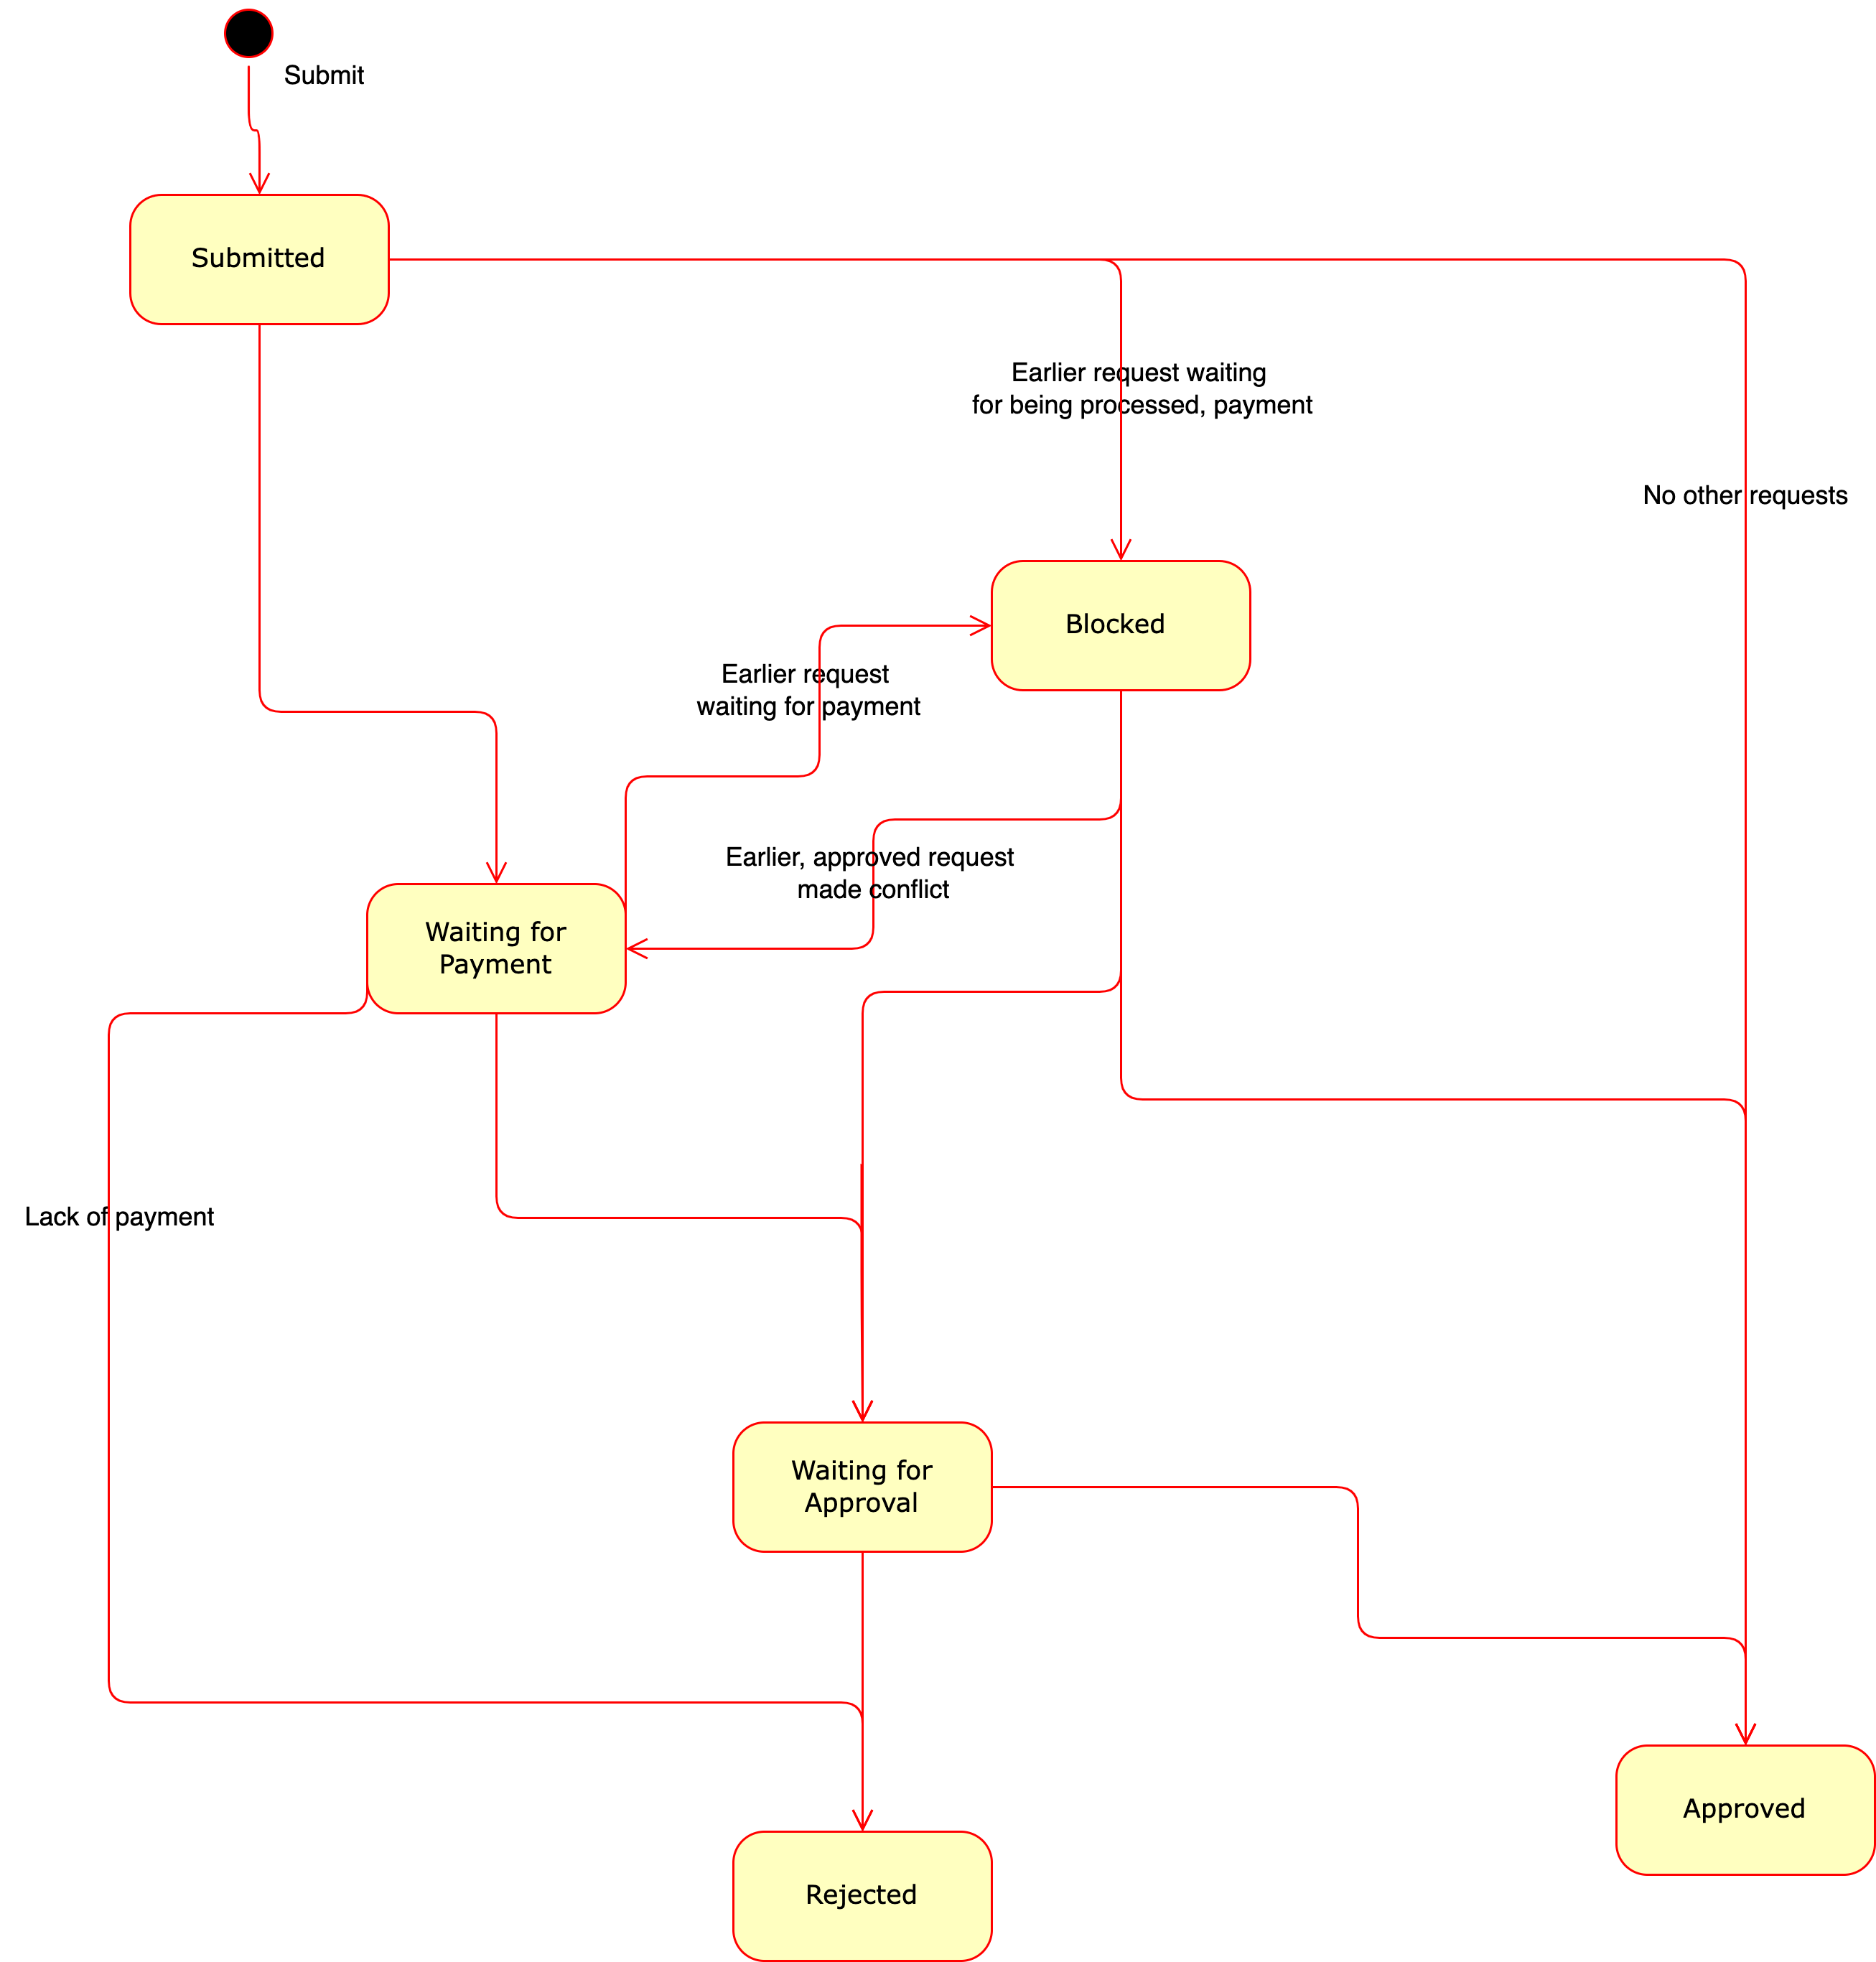 Submit
Submitted
Earlier request waiting
for being processed, payment
No other requests
Blocked
Earlier request
waiting for payment
Earlier, approved request
made conflict
Waiting for
Payment
Lack of payment
Waiting for
Approval
Approved
Rejected